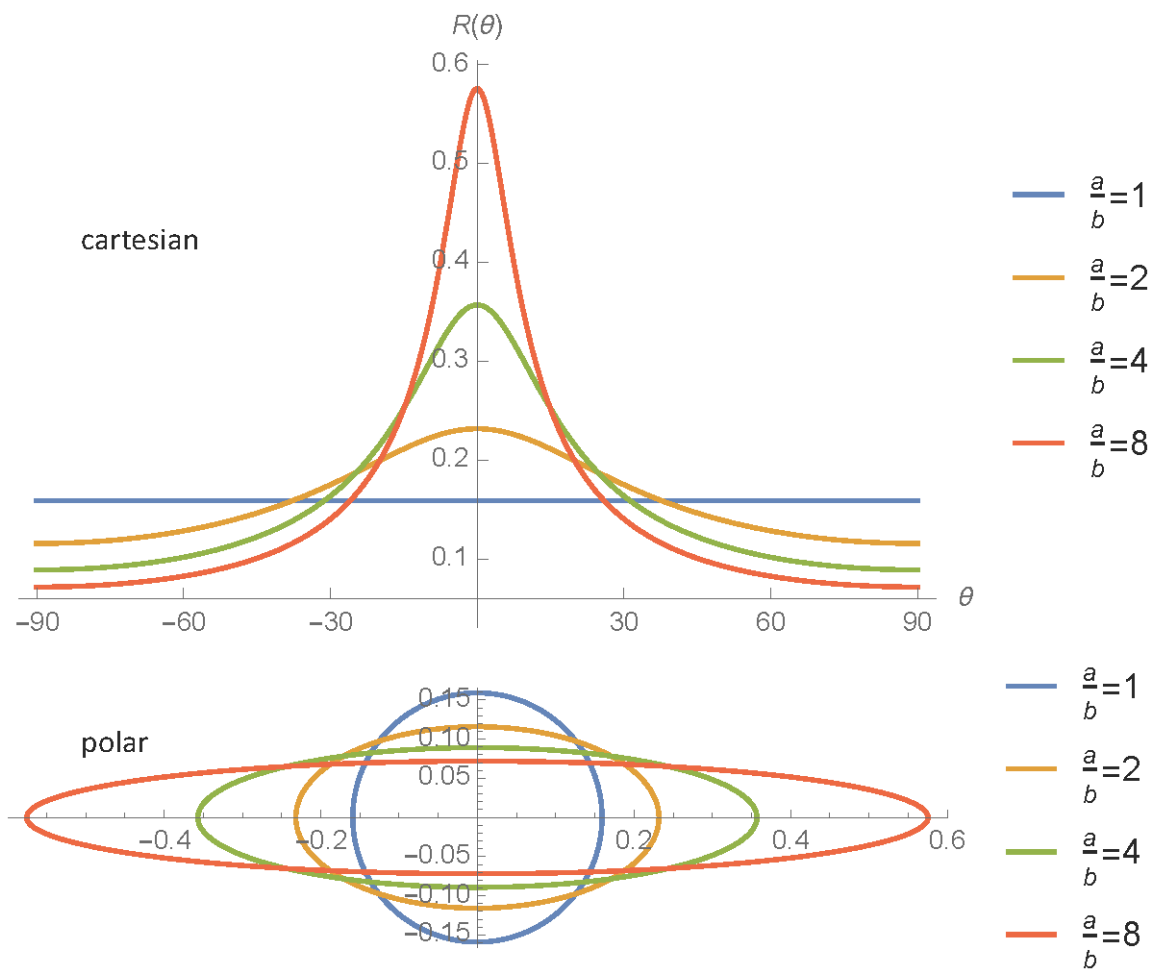 R(θ)
0.6
0.5
0.4
0.3
0.2
0.1
cartesian
−90
−60
−30
30
60
90
θ
a/b=1
a/b=2
a/b=4
a/b=8
polar
0.15
0.10
0.05
−0.4
−0.2
0.2
0.4
0.6
−0.05
−0.10
−0.15
a/b=1
a/b=2
a/b=4
a/b=8